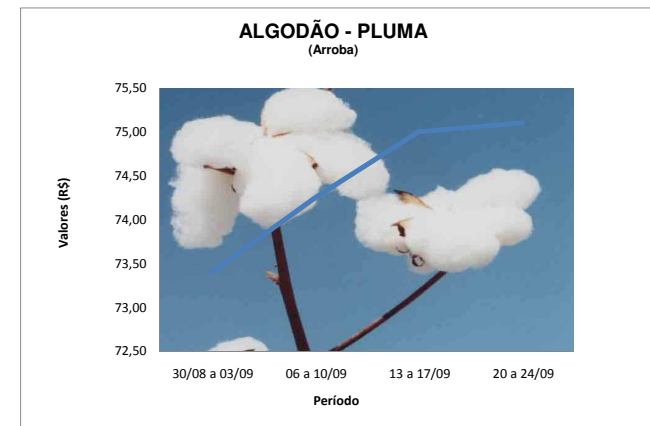 ALGODÃO - PLUMA
(Arroba)
Valores (R$)
75,50
75,00
74,50
74,00
73,50
73,00
72,50
30/08 a 03/09 06 a 10/09 13 a 17/09 20 a 24/09
Período